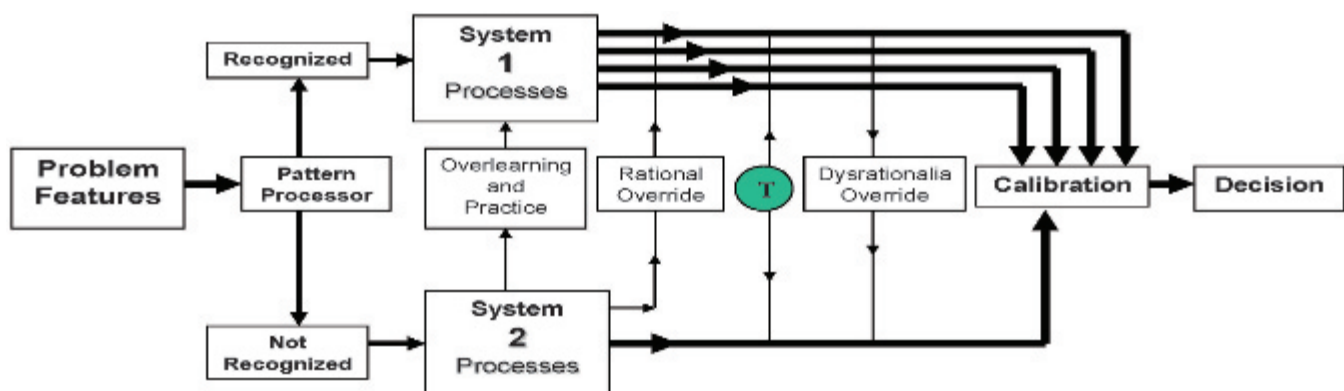 Problem
Features
Pattern
Processor
Recognized
Not
Recognized
System
1
Processes
Overlearning
and
Practice
System
2
Processes
Rational
Override
T
Dysrationalia
Override
Calibration
Decision